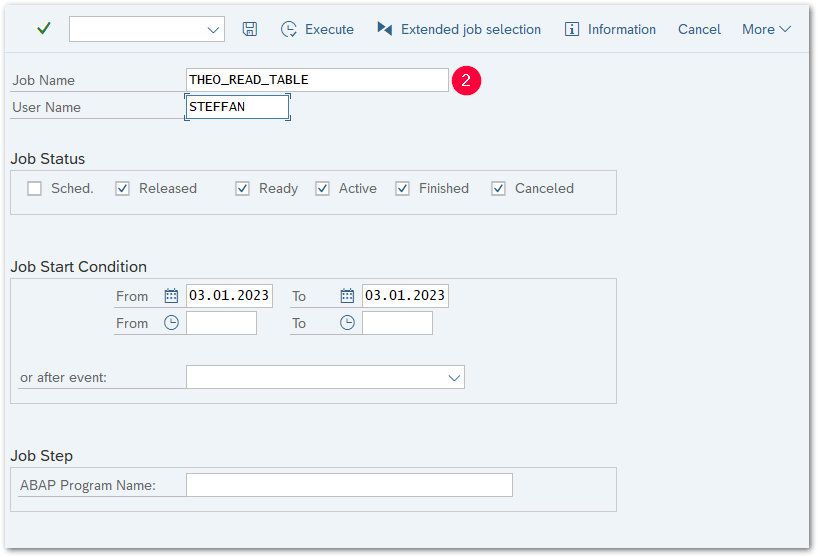 Execute Extended job selection Information Cancel More
Job Name THEO_READ_TABLE 2
User Name STEFFAN
Job Status
Sched. Released Ready Active Finished Canceled
Job Start Condition
From 03.01.2023 To 03.01.2023
From To
or after event:
Job Step
ABAP Program Name: